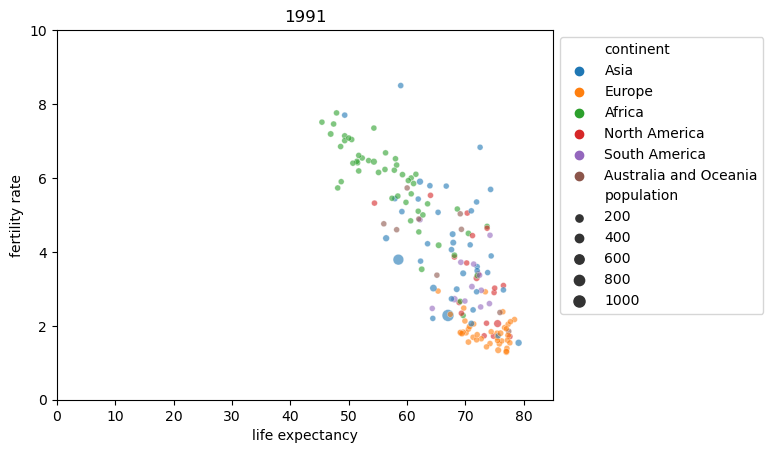 1991
10
8
6
4
2
0
fertility rate
0 10 20 30 40 50 60 70 80
life expectancy
continent
Asia
Europe
Africa
North America
South America
Australia and Oceania
population
200
400
600
800
1000